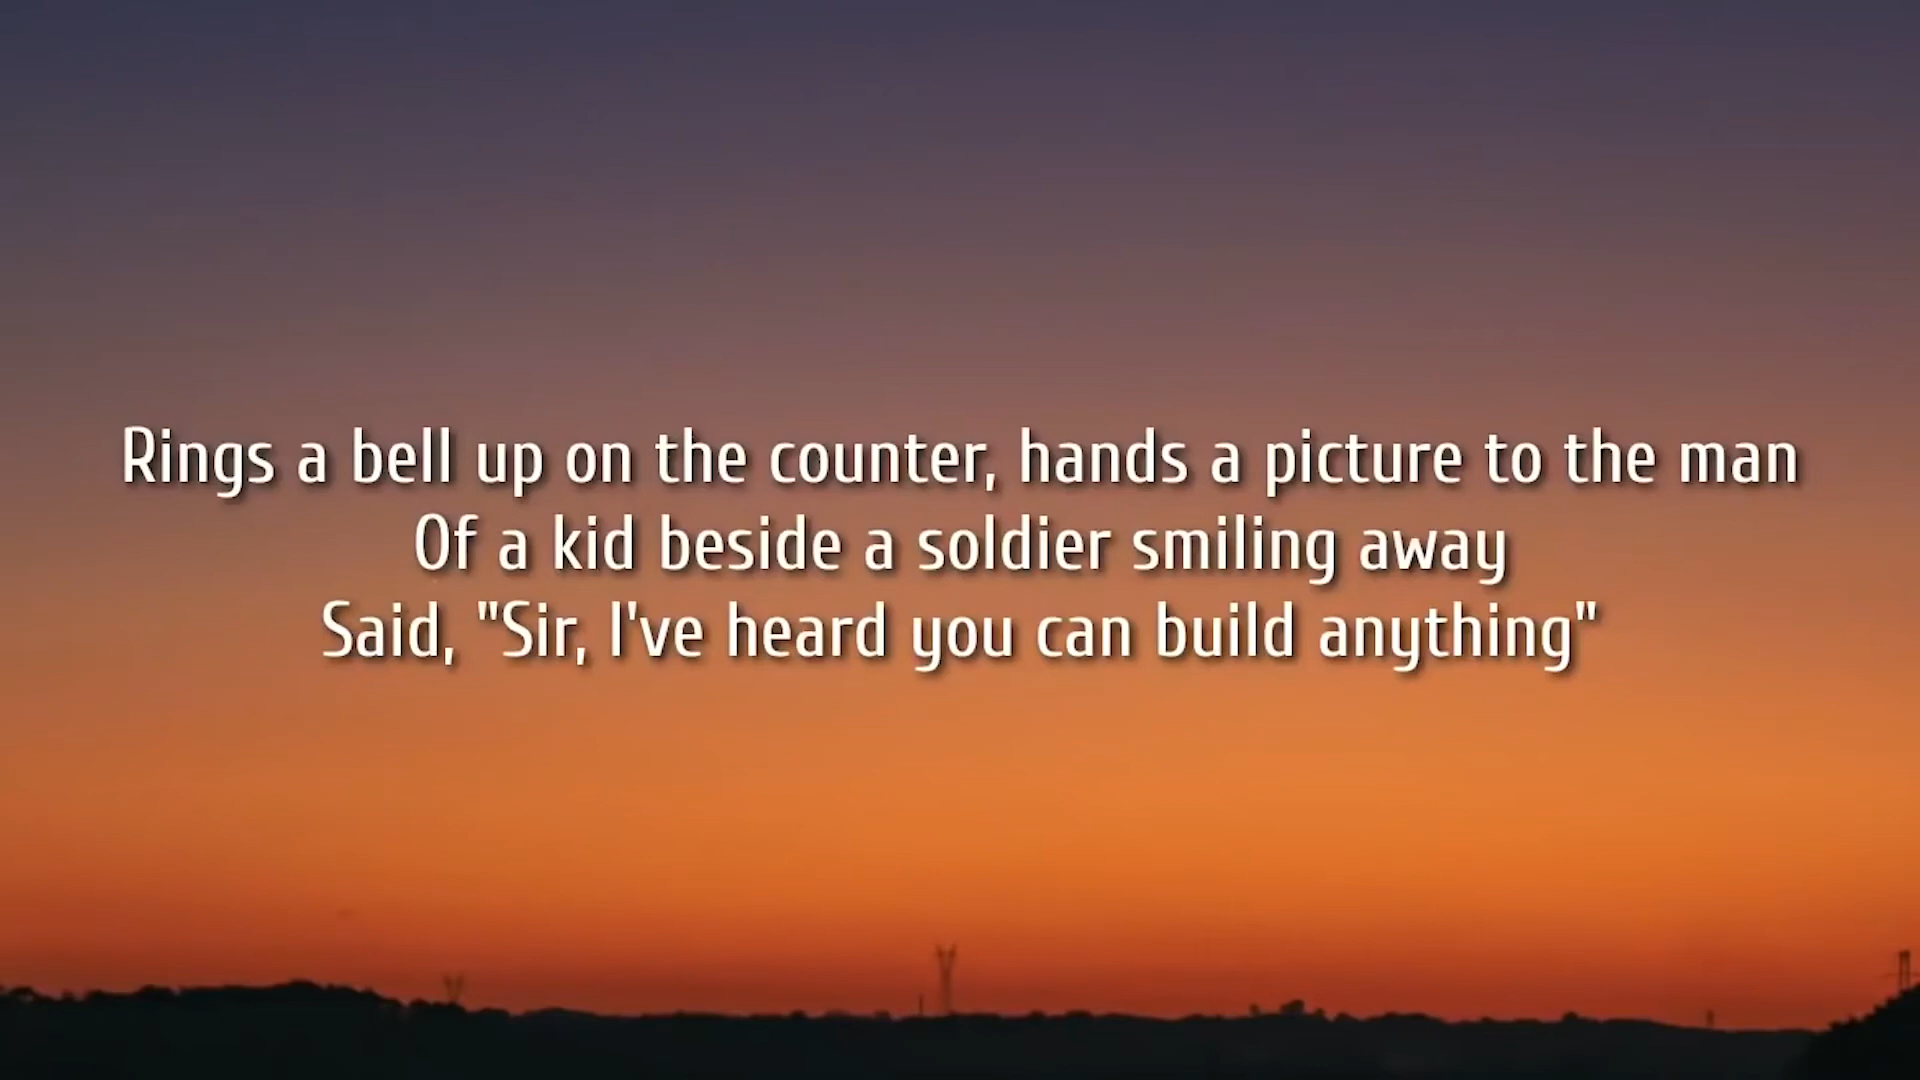 Rings a bell up on the counter, hands a picture to the man
Of a kid beside a soldier smiling away
Said, "Sir, I've heard you can build anything"